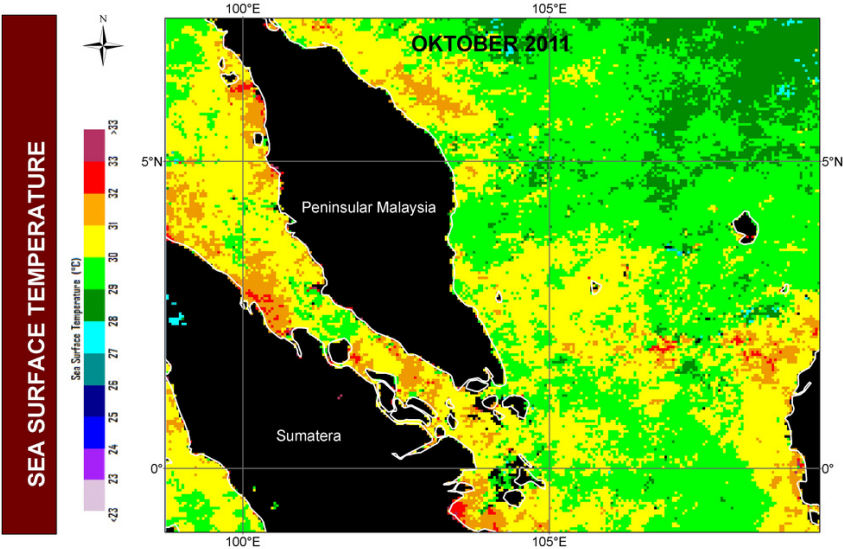 SEA SURFACE TEMPERATURE
N
Sea Surface Temperature (°C)
>33
33
32
31
30
29
28
27
26
25
24
23
<23
100°E
105°E
OKTOBER 2011
5°N
5°N
Peninsular Malaysia
Sumatera
0°
0°
100°E
105°E